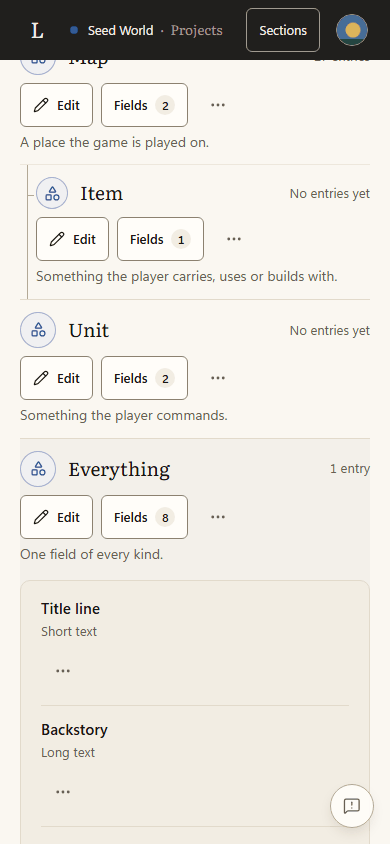 L
Seed World · Projects
Sections
Map
Edit
Fields 2
A place the game is played on.
Item
No entries yet
Edit
Fields 1
Something the player carries, uses or builds with.
Unit
No entries yet
Edit
Fields 2
Something the player commands.
Everything
1 entry
Edit
Fields 8
One field of every kind.
Title line
Short text
Backstory
Long text